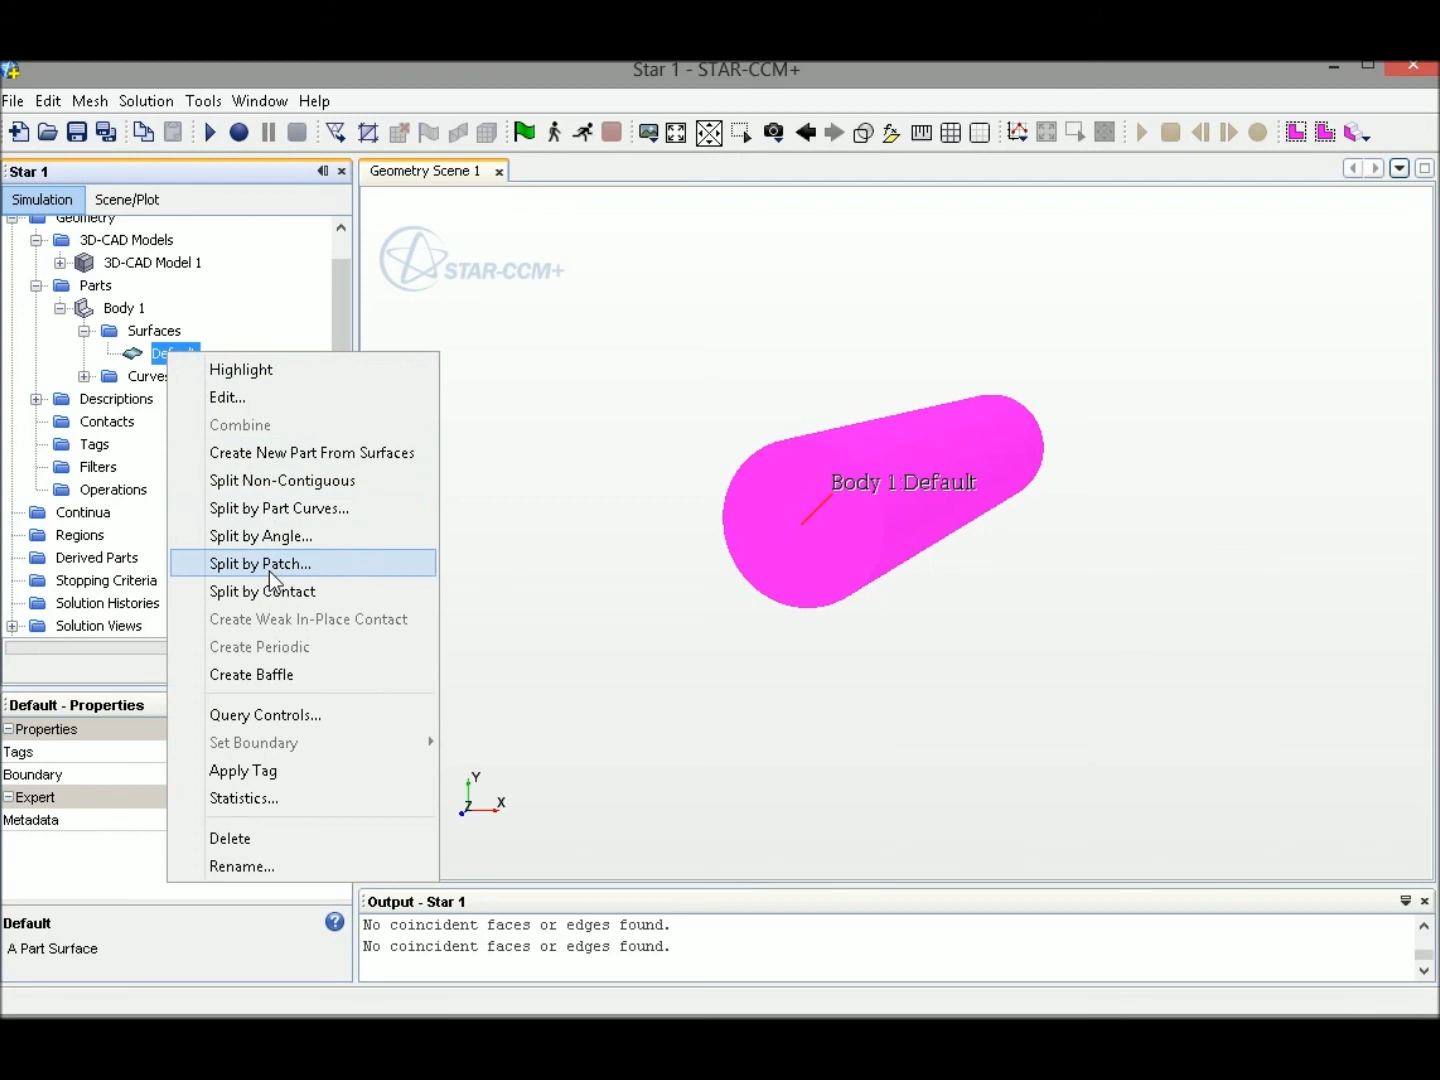 Star 1 - STAR-CCM+
File Edit Mesh Solution Tools Window Help
Star 1
Geometry Scene 1
Simulation Scene/Plot
Geometry
3D-CAD Models
3D-CAD Model 1
Parts
Body 1
Surfaces
Curves
Descriptions
Contacts
Tags
Filters
Operations
Continua
Regions
Derived Parts
Stopping Criteria
Solution Histories
Solution Views
Highlight
Edit...
Combine
Create New Part From Surfaces
Split Non-Contiguous
Split by Part Curves...
Split by Angle...
Split by Patch...
Split by Contact
Create Weak In-Place Contact
Create Periodic
Create Baffle
Query Controls...
Set Boundary
Apply Tag
Statistics...
Delete
Rename...
STAR-CCM+
Body 1:Default
Y
X
Z
Default - Properties
Properties
Tags
Boundary
Expert
Metadata
Default
A Part Surface
Output - Star 1
No coincident faces or edges found.
No coincident faces or edges found.